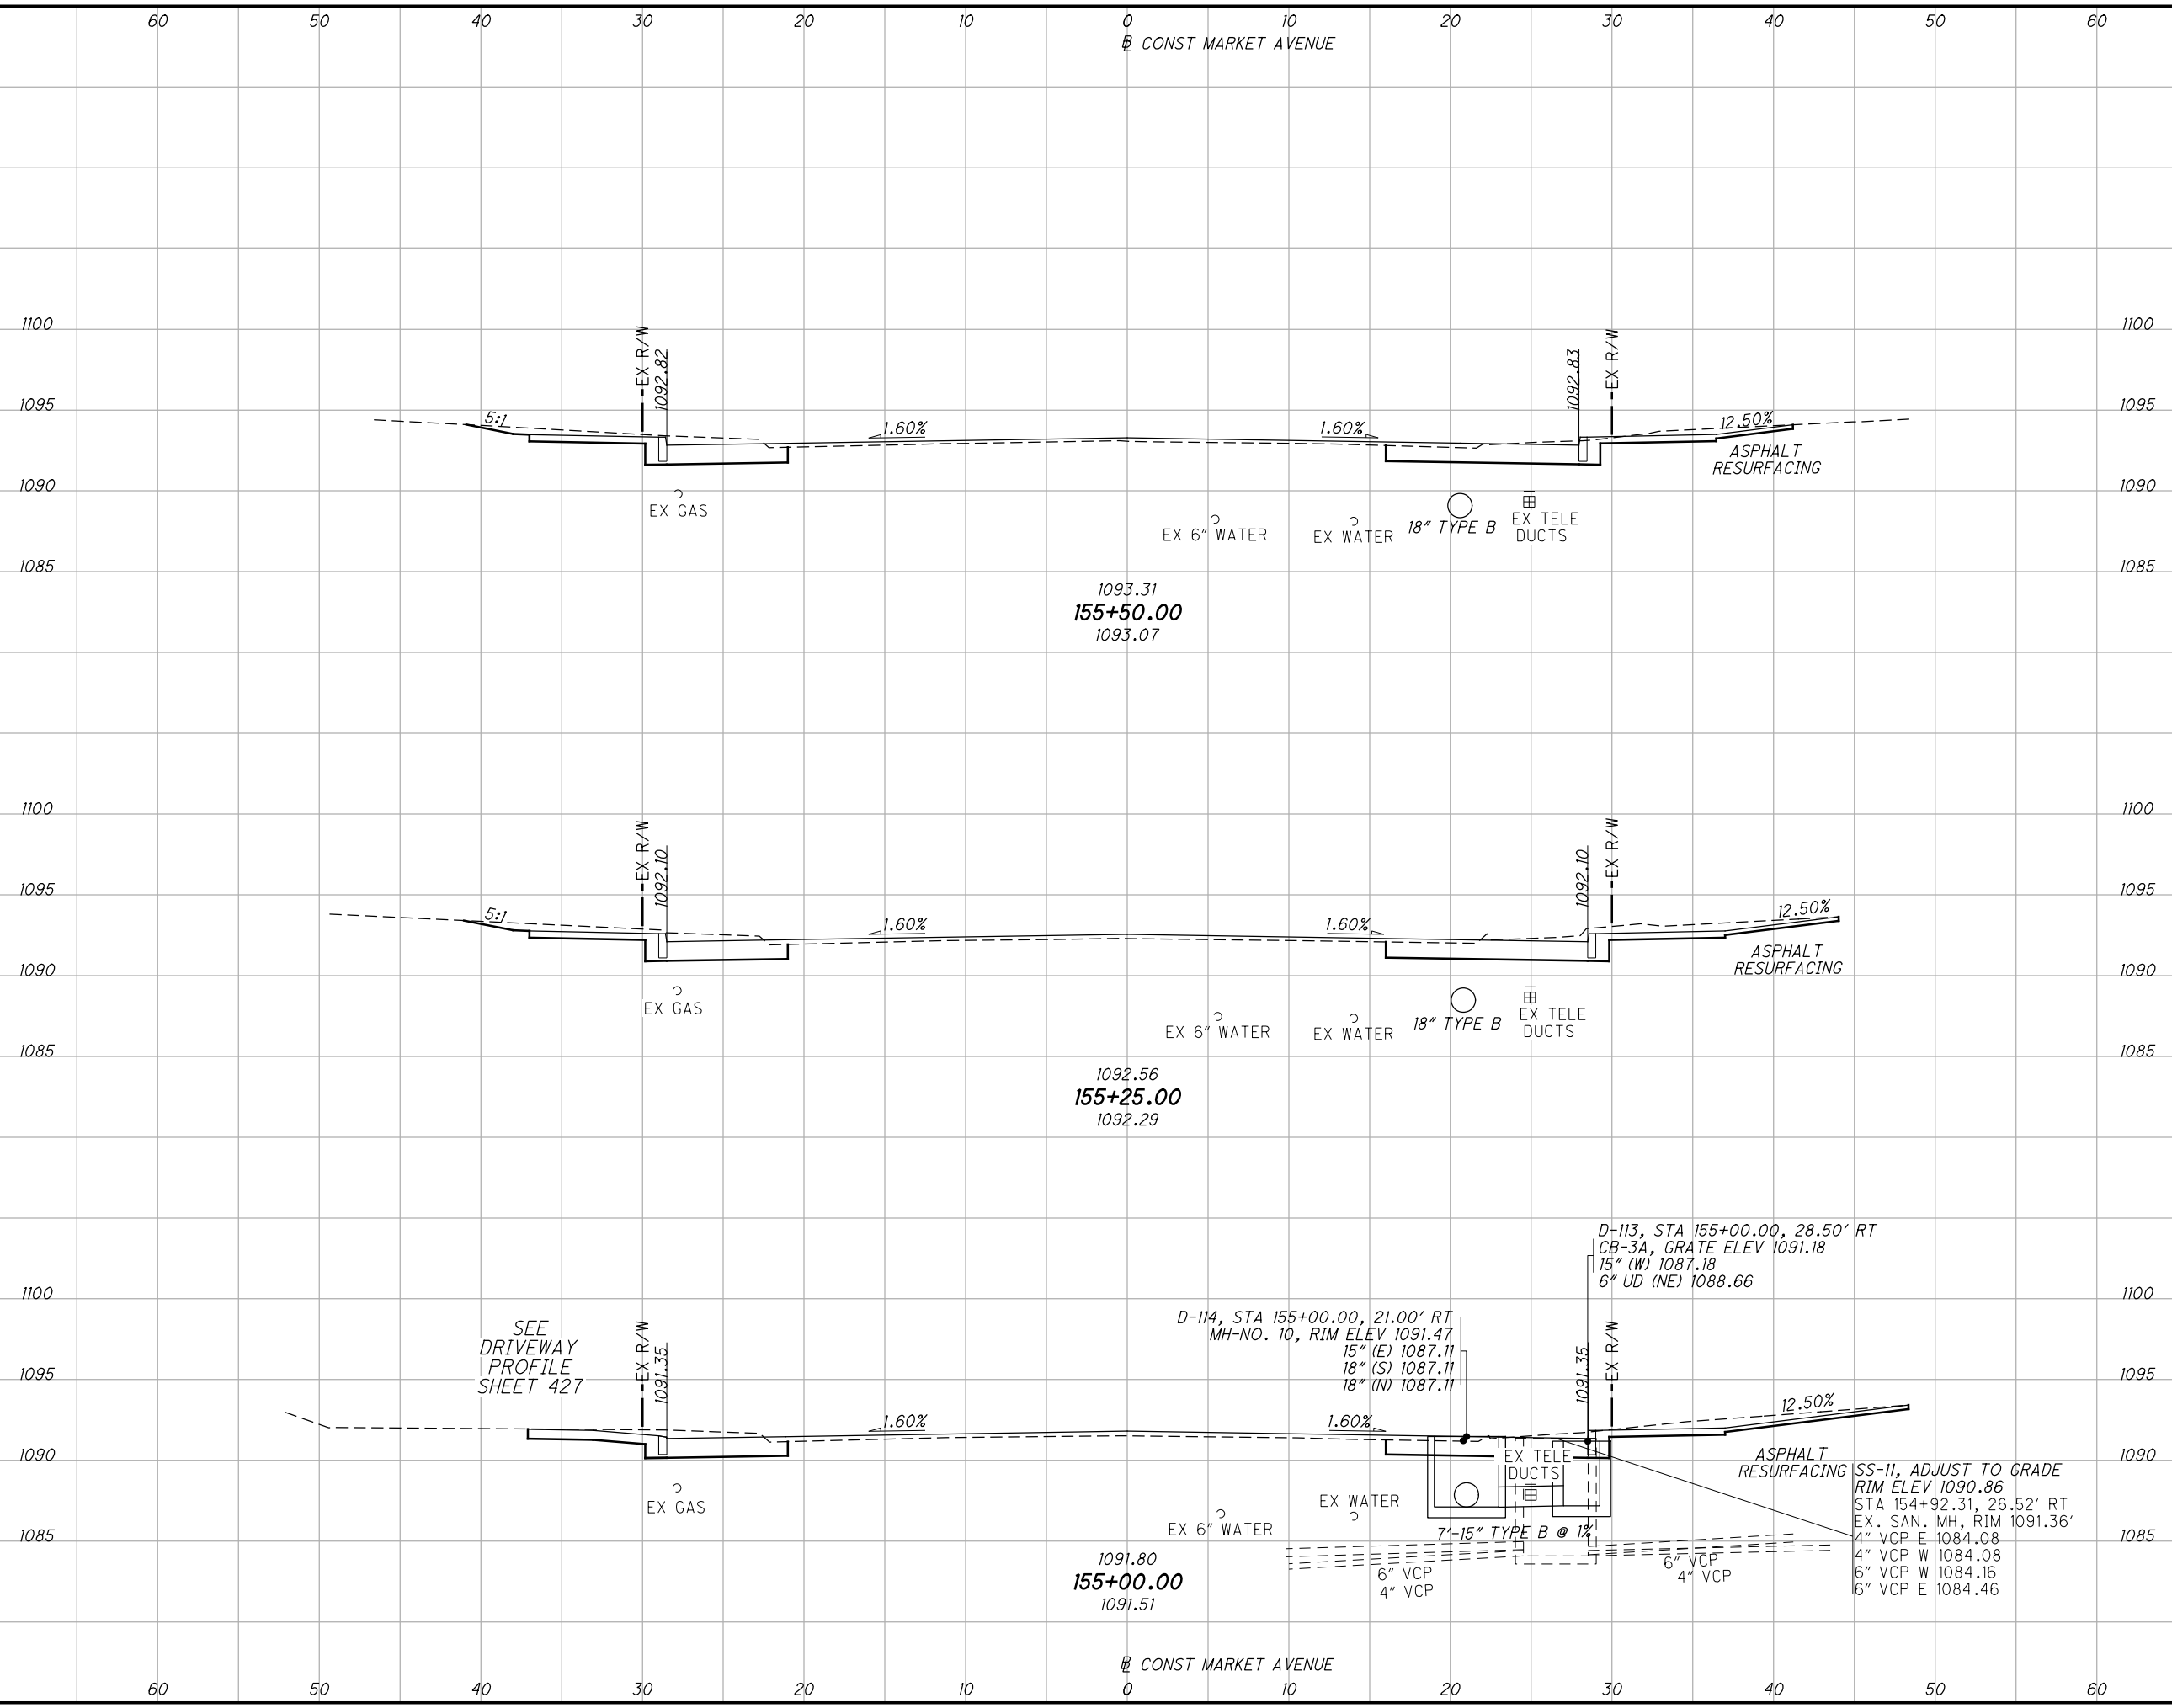 60 50 40 30 20 10 0 10 20 30 40 50 60
℄ CONST MARKET AVENUE
1100 1100
EX R/W
1092.82
1092.83
EX R/W
1095 1095
5:1
1.60%
1.60%
12.50%
ASPHALT
RESURFACING
1090 1090
EX GAS
EX 6" WATER
EX WATER
18" TYPE B
EX TELE
DUCTS
1085 1085
1093.31
155+50.00
1093.07
1100 1100
EX R/W
1092.10
1092.10
EX R/W
1095 1095
5:1
1.60%
1.60%
12.50%
ASPHALT
RESURFACING
1090 1090
EX GAS
EX 6" WATER
EX WATER
18" TYPE B
EX TELE
DUCTS
1085 1085
1092.56
155+25.00
1092.29
D-113, STA 155+00.00, 28.50' RT
CB-3A, GRATE ELEV 1091.18
15" (W) 1087.18
6" UD (NE) 1088.66
1100 1100
D-114, STA 155+00.00, 21.00' RT
MH-NO. 10, RIM ELEV 1091.47
15" (E) 1087.11
18" (S) 1087.11
18" (N) 1087.11
SEE
DRIVEWAY
PROFILE
SHEET 427
EX R/W
1091.35
1091.35
EX R/W
1095 1095
1.60%
1.60%
12.50%
1090 1090
EX TELE
DUCTS
ASPHALT
RESURFACING
SS-11, ADJUST TO GRADE
RIM ELEV 1090.86
STA 154+92.31, 26.52' RT
EX. SAN. MH, RIM 1091.36'
4" VCP E 1084.08
4" VCP W 1084.08
6" VCP W 1084.16
6" VCP E 1084.46
EX GAS
EX 6" WATER
EX WATER
7'-15" TYPE B @ 1%
1085 1085
6" VCP
4" VCP
6" VCP
4" VCP
1091.80
155+00.00
1091.51
℄ CONST MARKET AVENUE
60 50 40 30 20 10 0 10 20 30 40 50 60